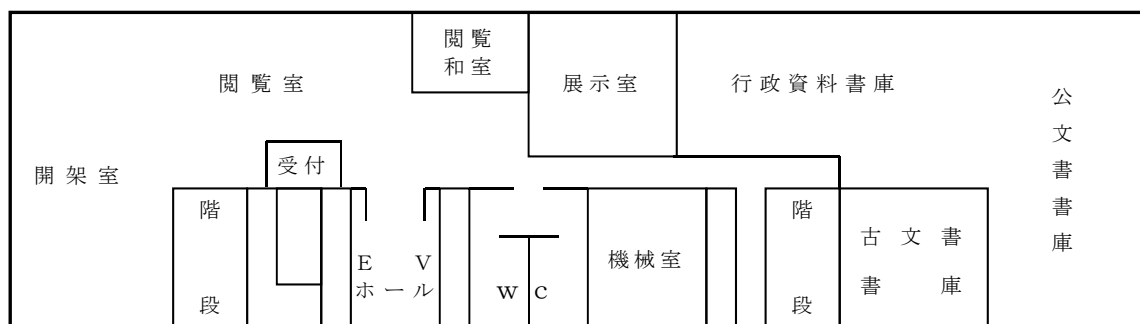 閲覧
和室
閲覧室
展示室
行政資料書庫
公文書書庫
開架室
受付
階段
EV
ホール
WC
機械室
階段
古文書
書庫